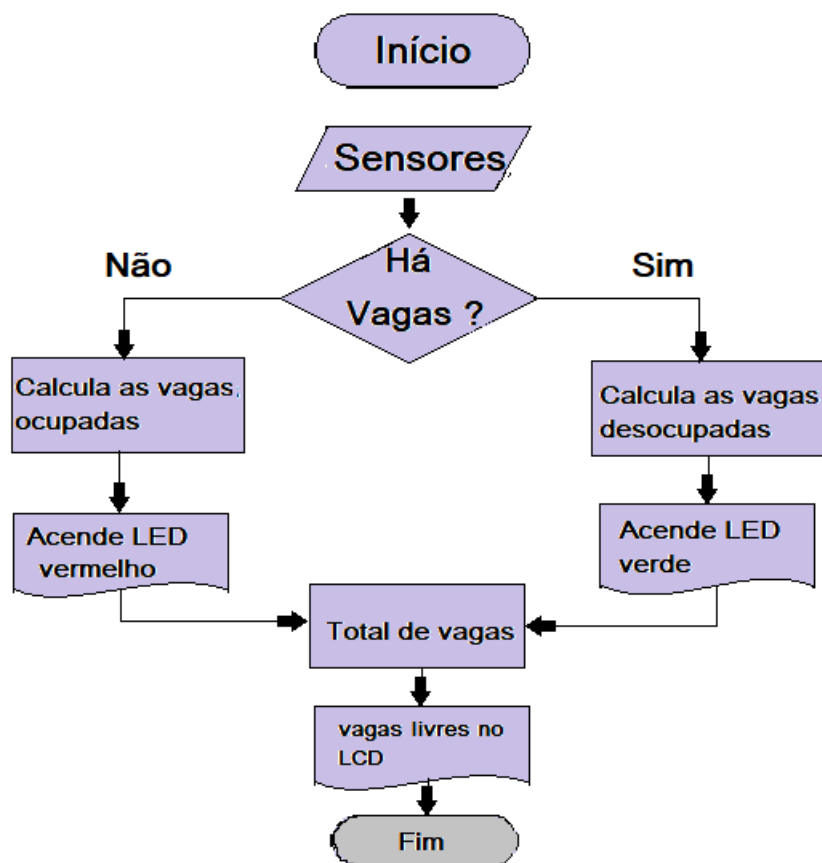 Início
Sensores
Há
Vagas ?
Não
Sim
Calcula as vagas
ocupadas
Calcula as vagas
desocupadas
Acende LED
vermelho
Acende LED
verde
Total de vagas
vagas livres no
LCD
Fim